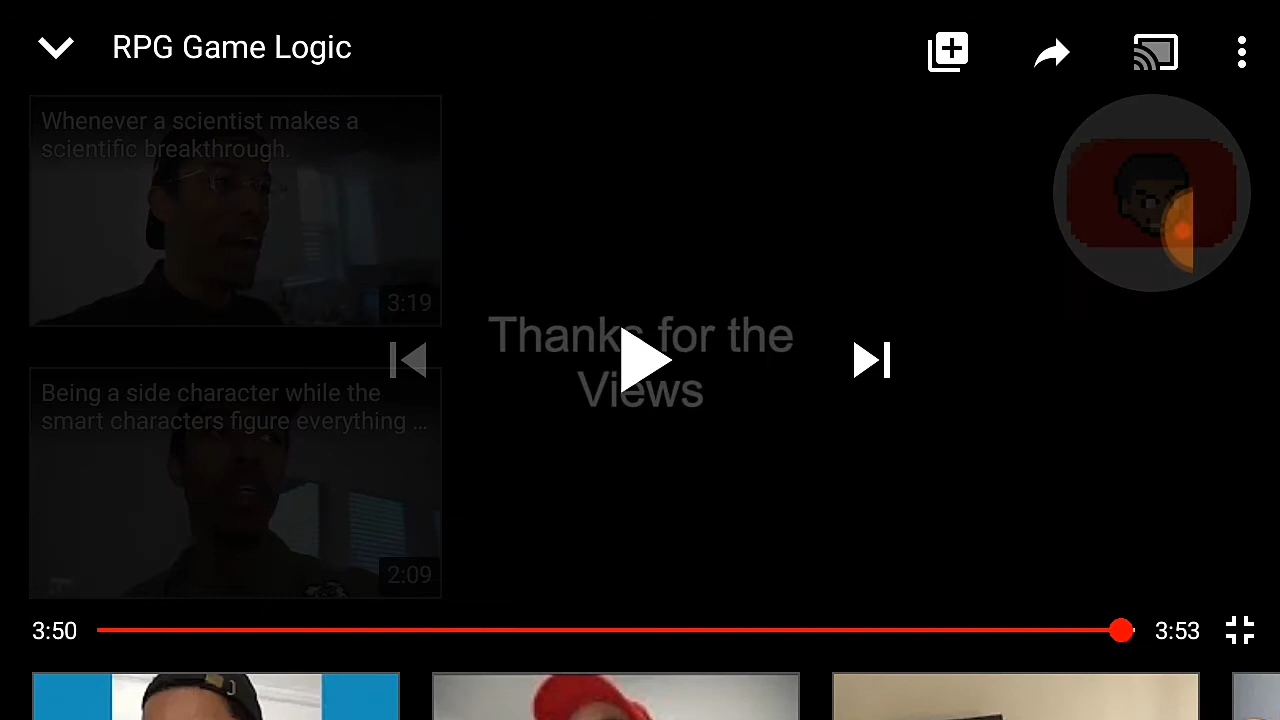 RPG Game Logic
Whenever a scientist makes a
scientific breakthrough.
3:19
Thanks for the
Views
Being a side character while the
smart characters figure everything ...
2:09
3:50
3:53